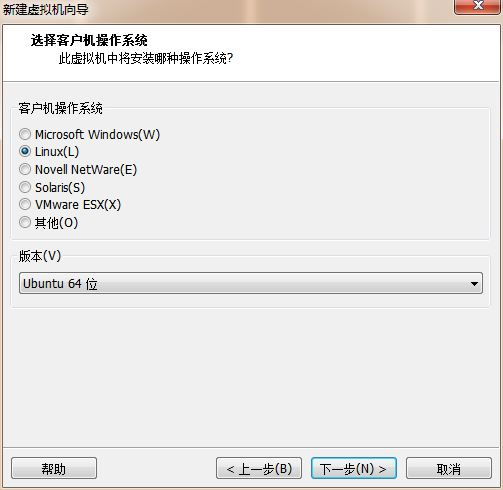 新建虚拟机向导
选择客户机操作系统
此虚拟机中将安装哪种操作系统?
客户机操作系统
Microsoft Windows(W)
Linux(L)
Novell NetWare(E)
Solaris(S)
VMware ESX(X)
其他(O)
版本(V)
Ubuntu 64 位
帮助
< 上一步(B)
下一步(N) >
取消